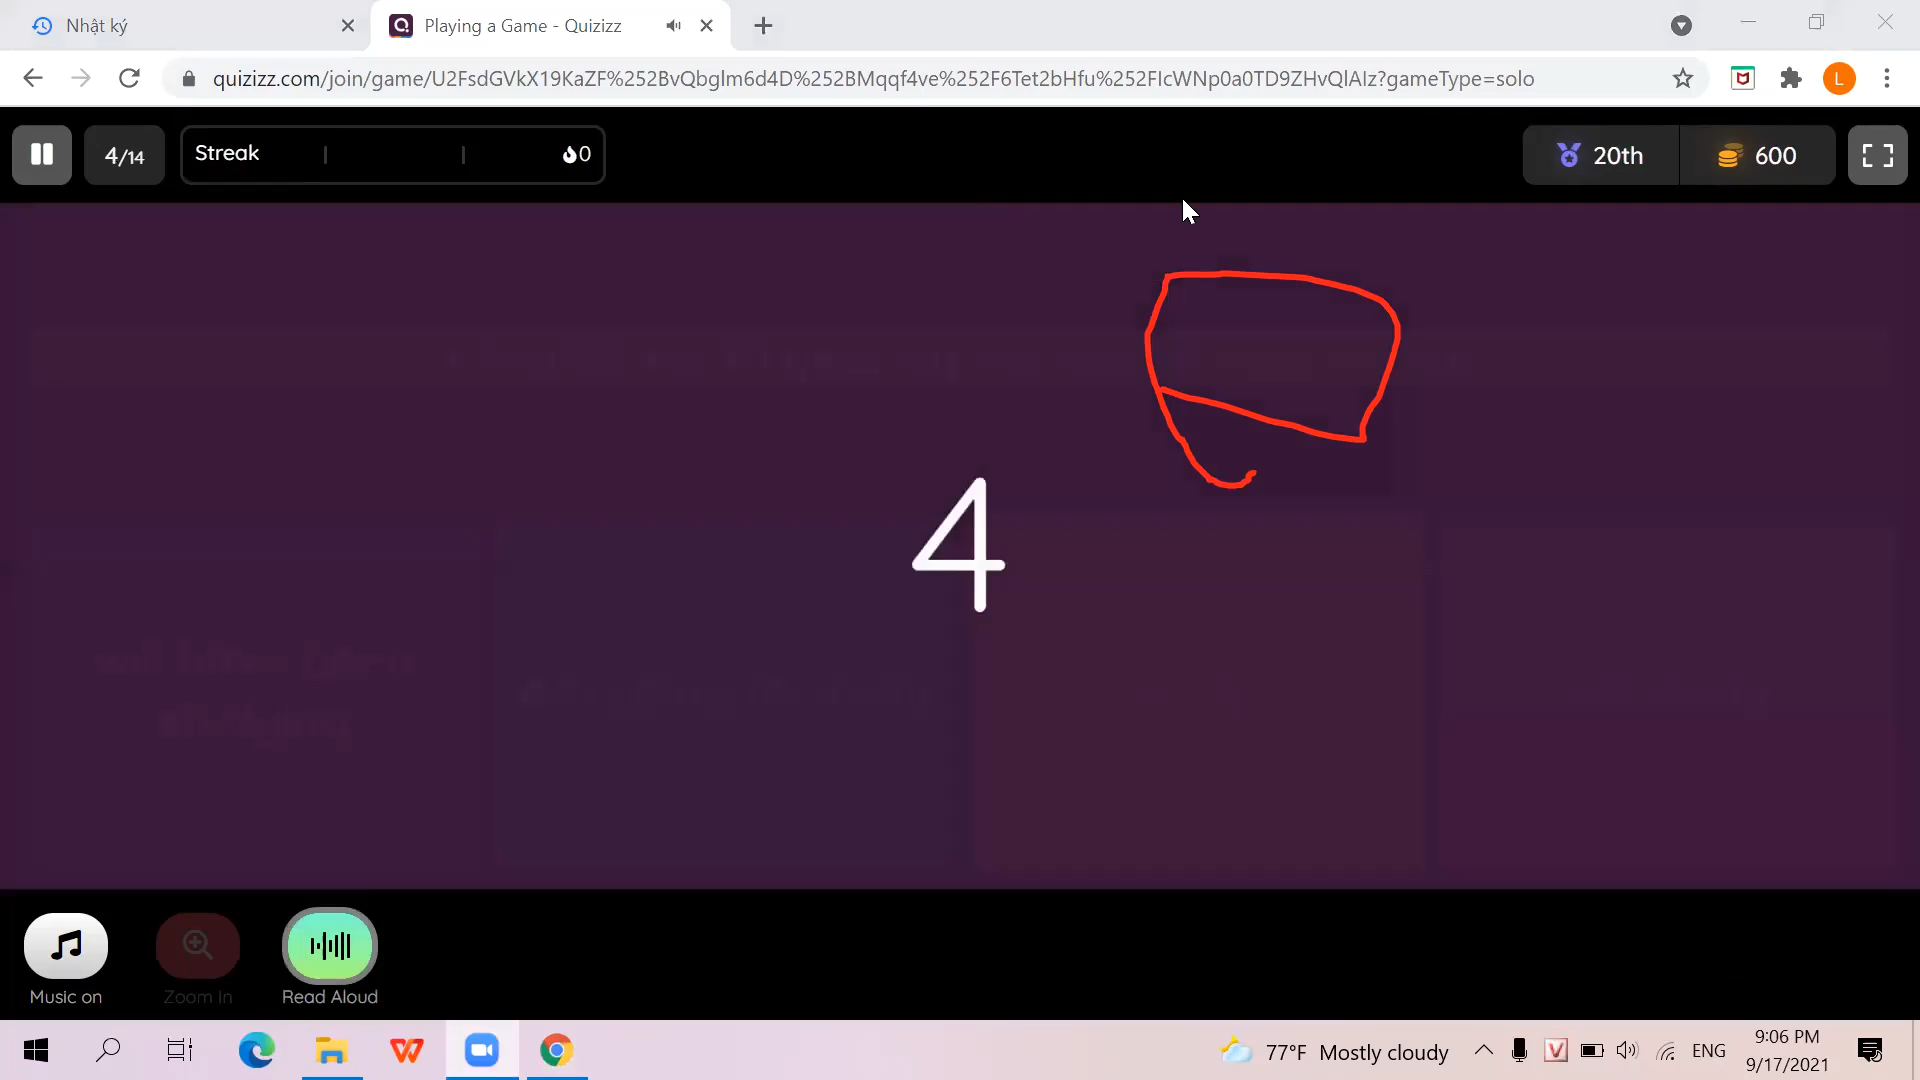 Nhật ký
Playing a Game - Quizizz
quizizz.com/join/game/U2FsdGVkX19KaZF%252BvQbglm6d4D%252BMqqf4ve%252F6Tet2bHfu%252FIcWNp0a0TD9ZHvQlAIz?gameType=solo
L
4/14
Streak
0
20th
600
4
Music on
Zoom In
Read Aloud
77°F Mostly cloudy
ENG
9:06 PM
9/17/2021